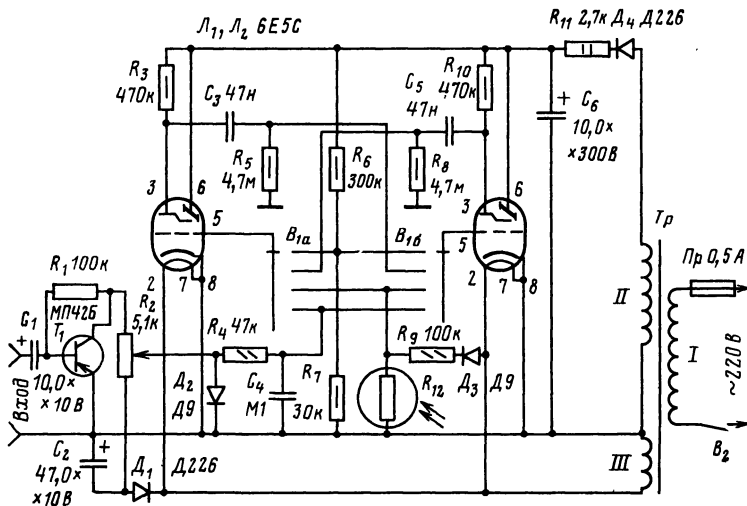 Л₁, Л₂ 6Е5С
R₁₁ 2,7к Д₄ Д226
R₃
470к
C₃ 47н
C₅
47н
R₁₀
470к
+ C₆
10,0×
×300В
R₅
4,7м
R₆
300к
R₈
4,7м
3
6
5
3
6
5
Тр
В₁а
В₁б
Пр 0,5А
R₁ 100к
МП42Б
Т₁
R₂
5,1к
2
7
8
2
7
8
II
I
~220В
C₁
+
10,0×
×10В
Вход
R₄ 47к
R₉ 100к
Д₂
Д9
C₄
М1
R₇
30к
R₁₂
Д₃
Д9
C₂
47,0×
×10В
+
Д₁
Д226
III
В₂